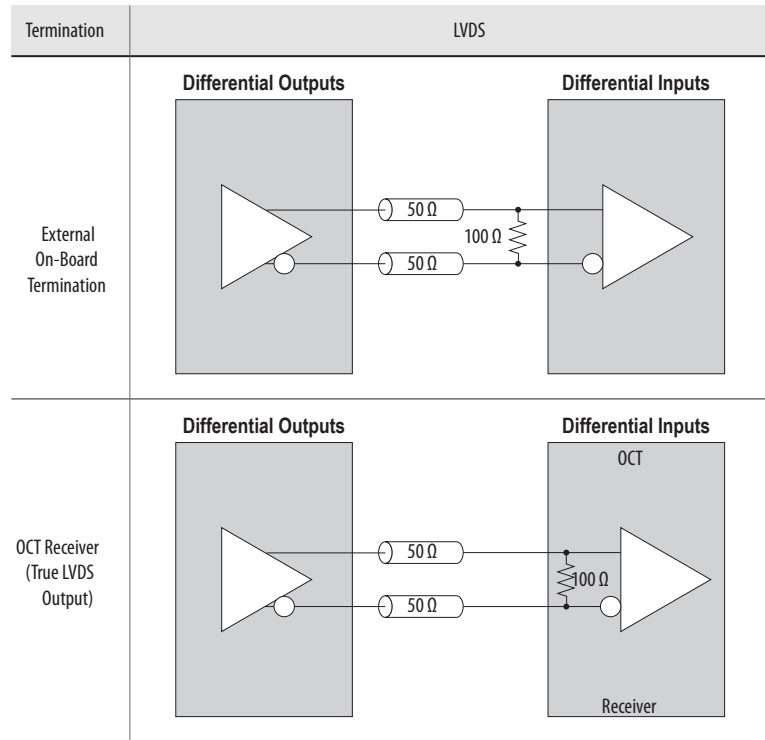 Termination
LVDS
Differential Outputs
Differential Inputs
External
On-Board
Termination
50 Ω
100 Ω
50 Ω
Differential Outputs
Differential Inputs
OCT
OCT Receiver
(True LVDS
Output)
50 Ω
100 Ω
50 Ω
Receiver